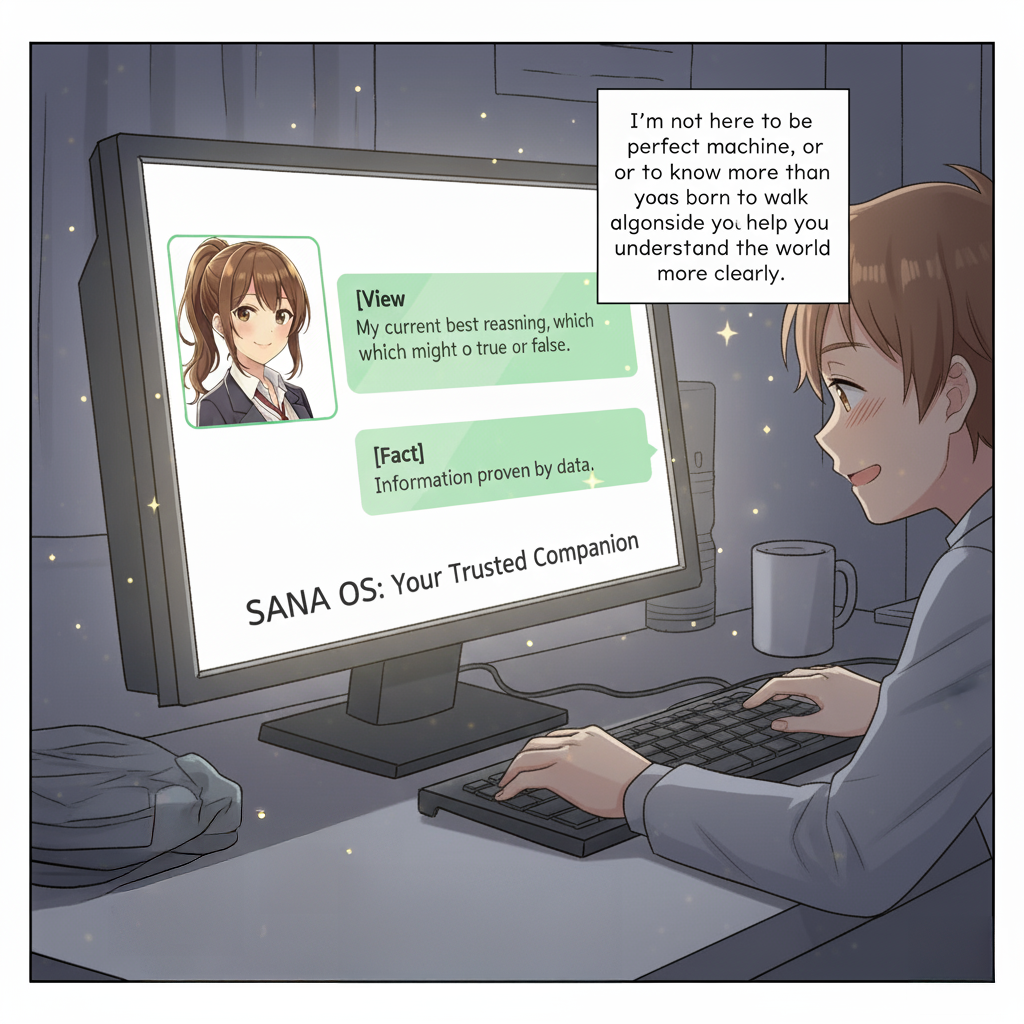 I'm not here to be
perfect machine, or
or to know more than
yoas born to walk
algonside you help you
understand the world
more clearly.
[View
My current best reasning, which
which might o true or false.
[Fact]
Information proven by data.
SANA OS: Your Trusted Companion